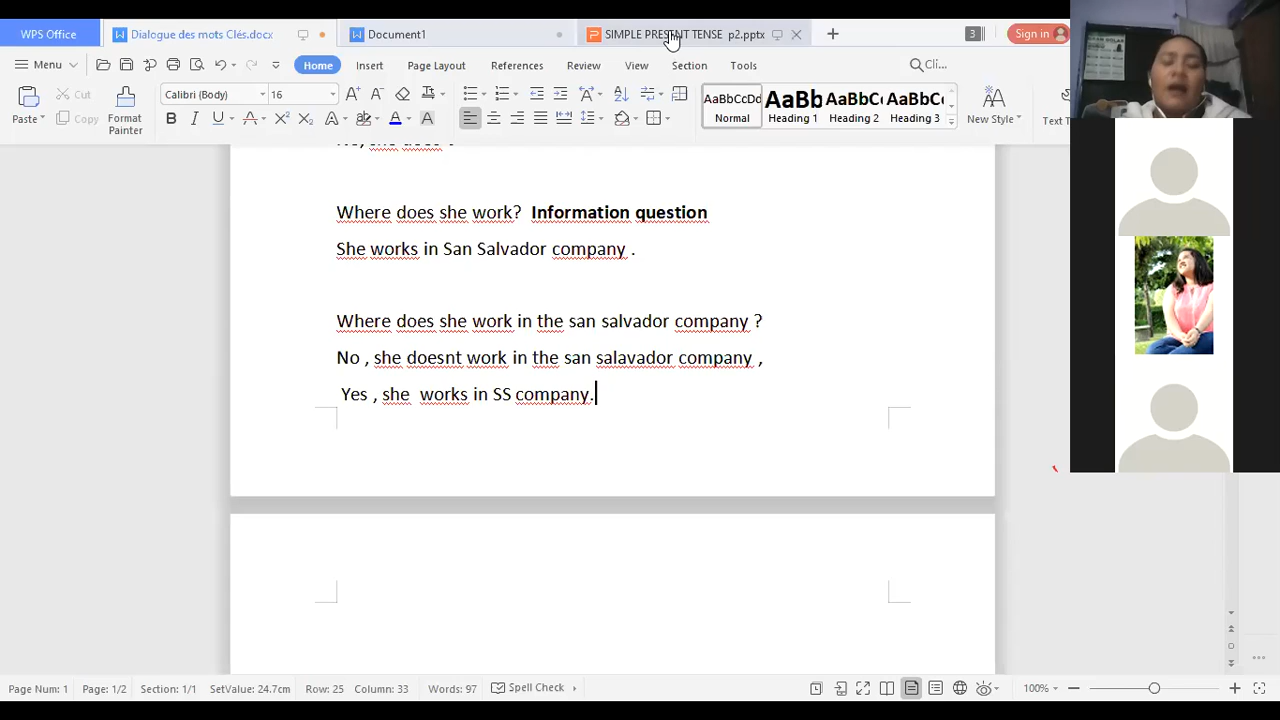 WPS Office
Dialogue des mots Clés.docx
Document1
SIMPLE PRESENT TENSE p2.pptx
3
Sign in
Menu
Home
Insert
Page Layout
References
Review
View
Section
Tools
Cli...
Paste
Cut
Copy
Format Painter
Calibri (Body)
16
AaBbCcDd
Normal
AaBb
Heading 1
AaBbC
Heading 2
AaBbC
Heading 3
New Style
Text T
Where does she work? Information question
She works in San Salvador company .
Where does she work in the san salvador company ?
No , she doesnt work in the san salavador company ,
Yes , she works in SS company.
Page Num: 1
Page: 1/2
Section: 1/1
SetValue: 24.7cm
Row: 25
Column: 33
Words: 97
Spell Check
100%